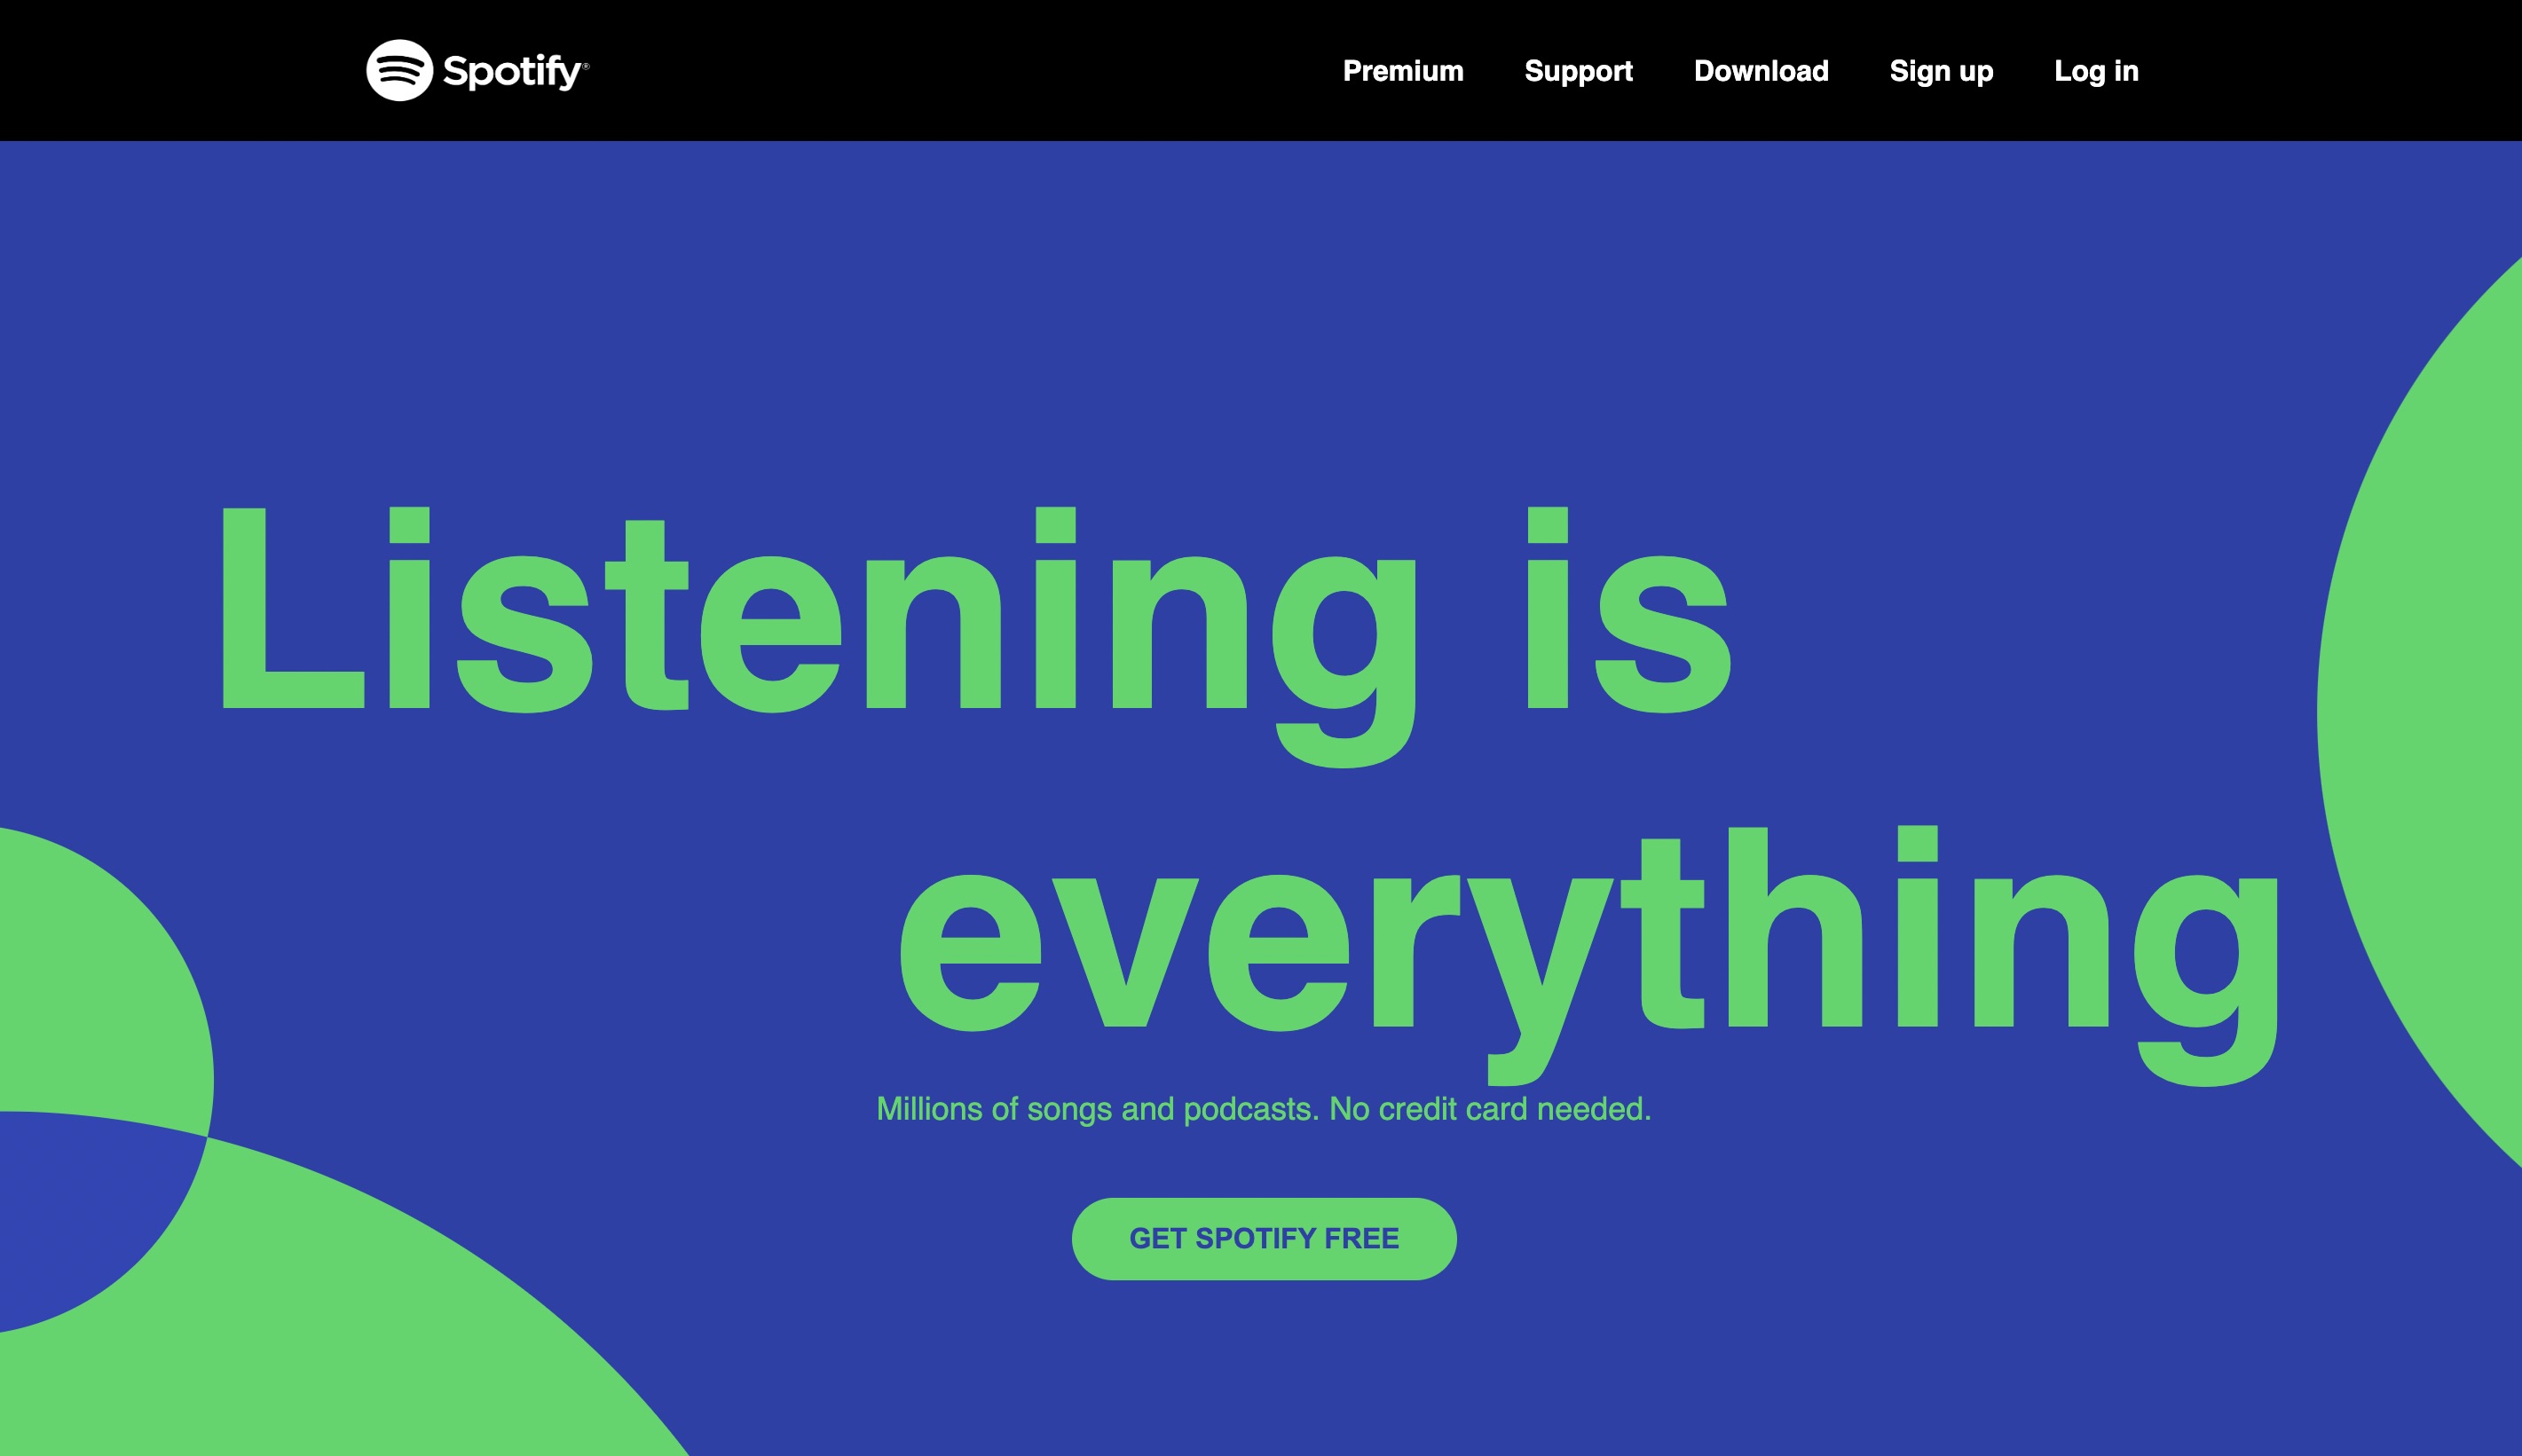 Spotify®
Premium Support Download Sign up Log in
Listening is
everything
Millions of songs and podcasts. No credit card needed.
GET SPOTIFY FREE